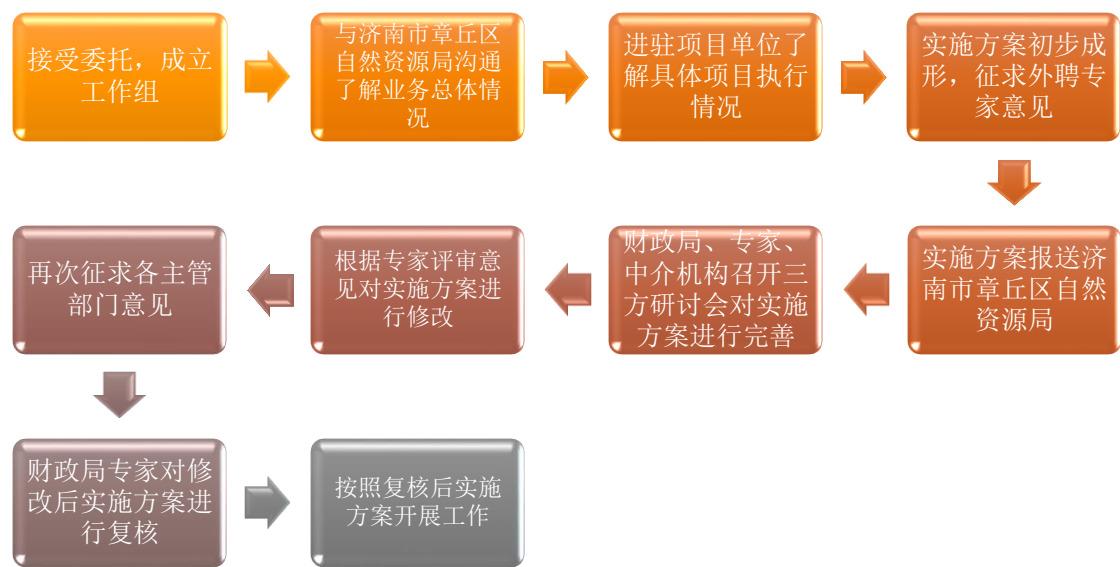 接受委托，成立
工作组
与济南市章丘区
自然资源局沟通
了解业务总体情
况
进驻项目单位了
解具体项目执行
情况
实施方案初步成
形，征求外聘专
家意见
实施方案报送济
南市章丘区自然
资源局
财政局、专家、
中介机构召开三
方研讨会对实施
方案进行完善
根据专家评审意
见对实施方案进
行修改
再次征求各主管
部门意见
财政局专家对修
改后实施方案进
行复核
按照复核后实施
方案开展工作